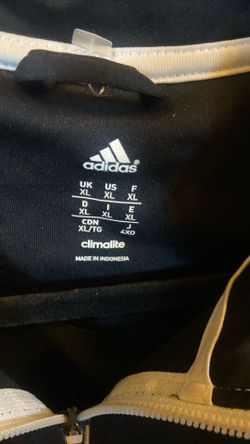 adidas®
UK US F
XL XL XL
D I E
XL XL XL
CDN J
XL/TG 4XO
climalite
MADE IN INDONESIA